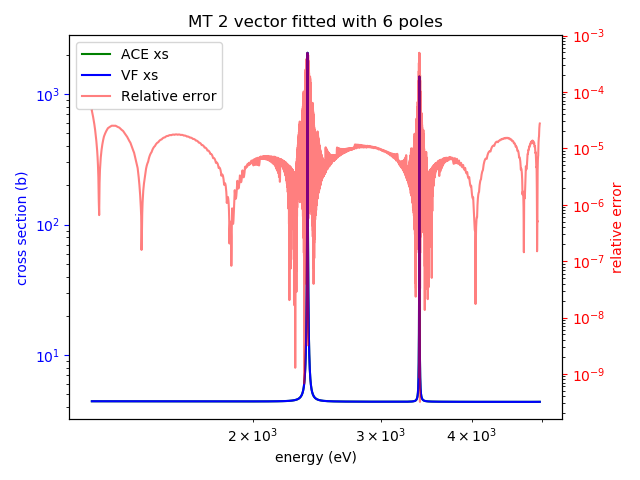 MT 2 vector fitted with 6 poles
ACE xs
VF xs
Relative error
cross section (b)
10³
10²
10¹
relative error
10⁻³
10⁻⁴
10⁻⁵
10⁻⁶
10⁻⁷
10⁻⁸
10⁻⁹
2 × 10³
3 × 10³
4 × 10³
energy (eV)